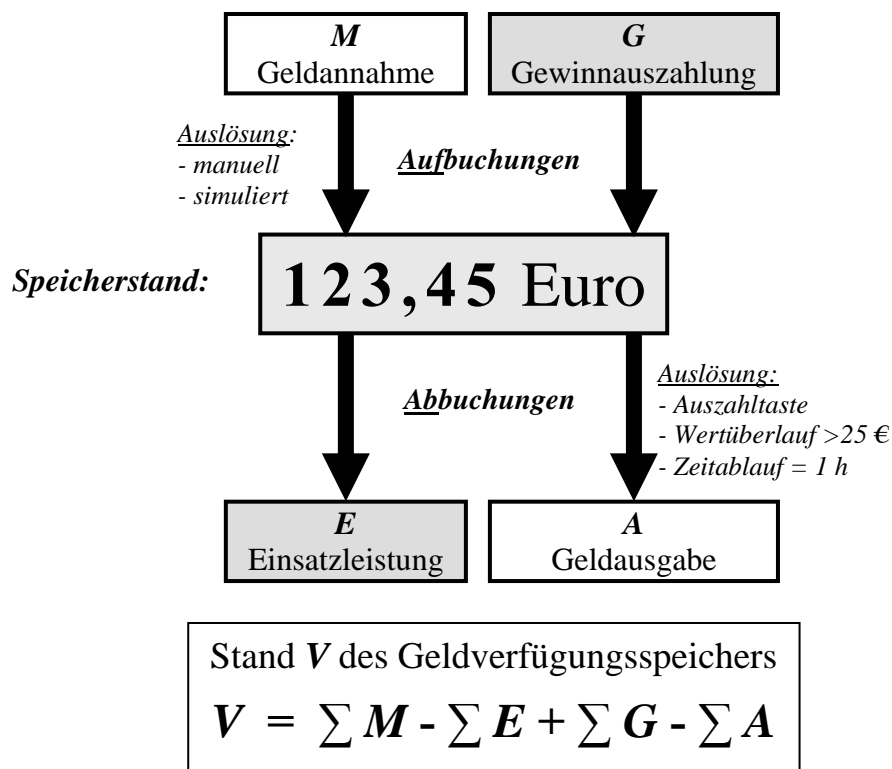 M
Geldannahme
G
Gewinnauszahlung
Auslösung:
- manuell
- simuliert
Aufbuchungen
Speicherstand:
123,45 Euro
Abbuchungen
Auslösung:
- Auszahltaste
- Wertüberlauf >25 €
- Zeitablauf = 1 h
E
Einsatzleistung
A
Geldausgabe
Stand V des Geldverfügungsspeichers
V = ∑ M - ∑ E + ∑ G - ∑ A